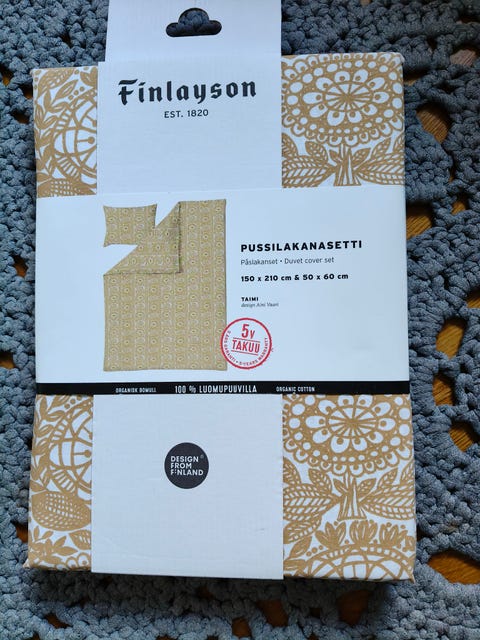 Finlayson
EST. 1820
PUSSILAKANASETTI
Påslakanset • Duvet cover set
150 x 210 cm & 50 x 60 cm
TAIMI
design Aini Vaari
5v
TAKUU
ORGANISK BOMULL 100 % LUOMUPUUVILLA ORGANIC COTTON
DESIGN
FROM
FINLAND